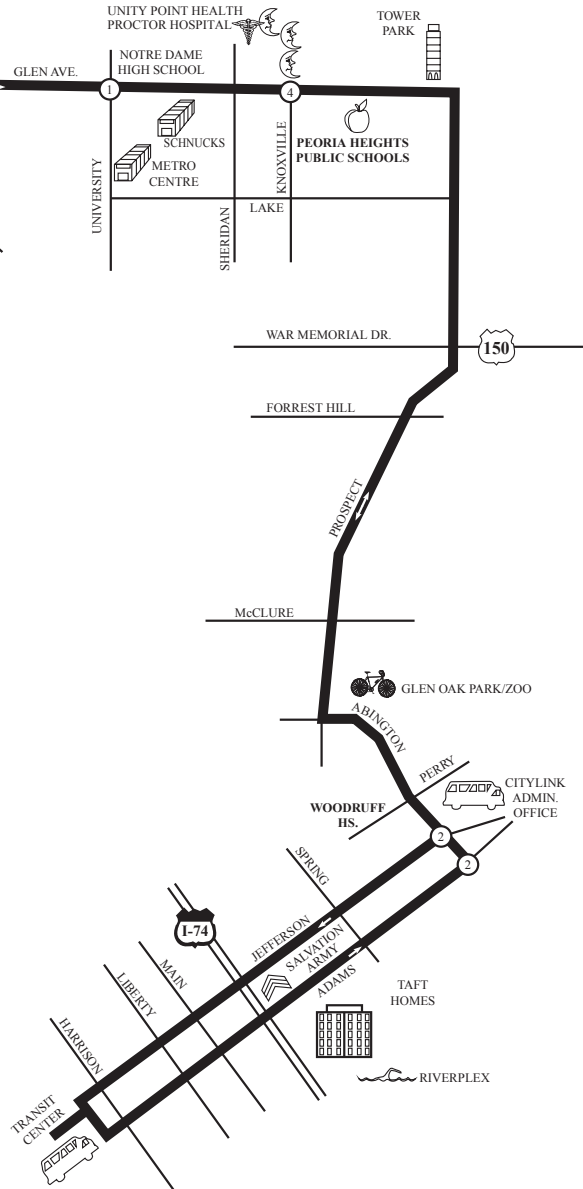 UNITY POINT HEALTH
PROCTOR HOSPITAL
TOWER
PARK
GLEN AVE.
NOTRE DAME
HIGH SCHOOL
1
4
SCHNUCKS
METRO
CENTRE
PEORIA HEIGHTS
PUBLIC SCHOOLS
UNIVERSITY
SHERIDAN
KNOXVILLE
LAKE
WAR MEMORIAL DR.
150
FORREST HILL
PROSPECT
McCLURE
GLEN OAK PARK/ZOO
ABINGTON
PERRY
CITYLINK
ADMIN.
OFFICE
WOODRUFF
HS.
2
2
SPRING
I-74
JEFFERSON
SALVATION
ARMY
ADAMS
MAIN
LIBERTY
HARRISON
TAFT
HOMES
RIVERPLEX
TRANSIT
CENTER